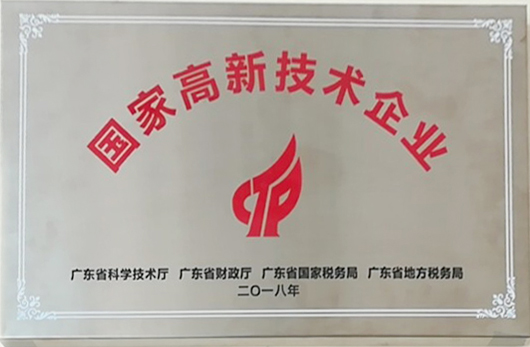 国家高新技术企业
CTP
广东省科学技术厅 广东省财政厅 广东省国家税务局 广东省地方税务局
二〇一八年